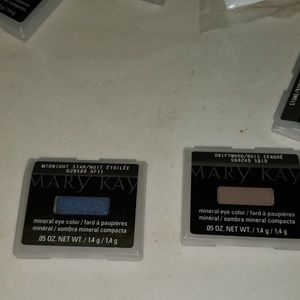 MIDNIGHT STAR/NUIT ÉTOILÉE
028588 SF11
MARY KAY
mineral eye color / fard à paupières
minéral / sombra mineral compacta
.05 OZ. NET WT. / 1,4 g / 1,4 g
DRIFTWOOD/BOIS CENDRÉ
MARY KAY
mineral eye color / fard à paupières
minéral / sombra mineral compacta
.05 OZ. NET WT. / 1,4 g / 1,4 g